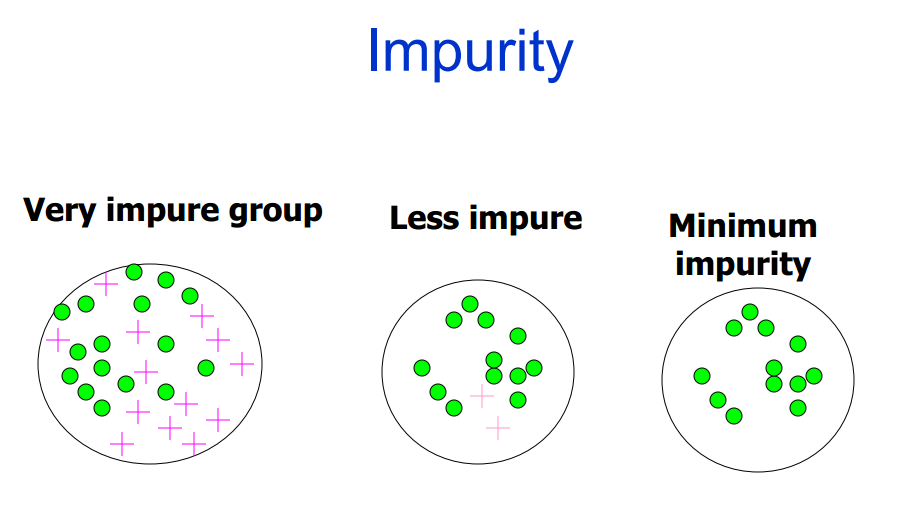 Impurity
Very impure group
Less impure
Minimum
impurity